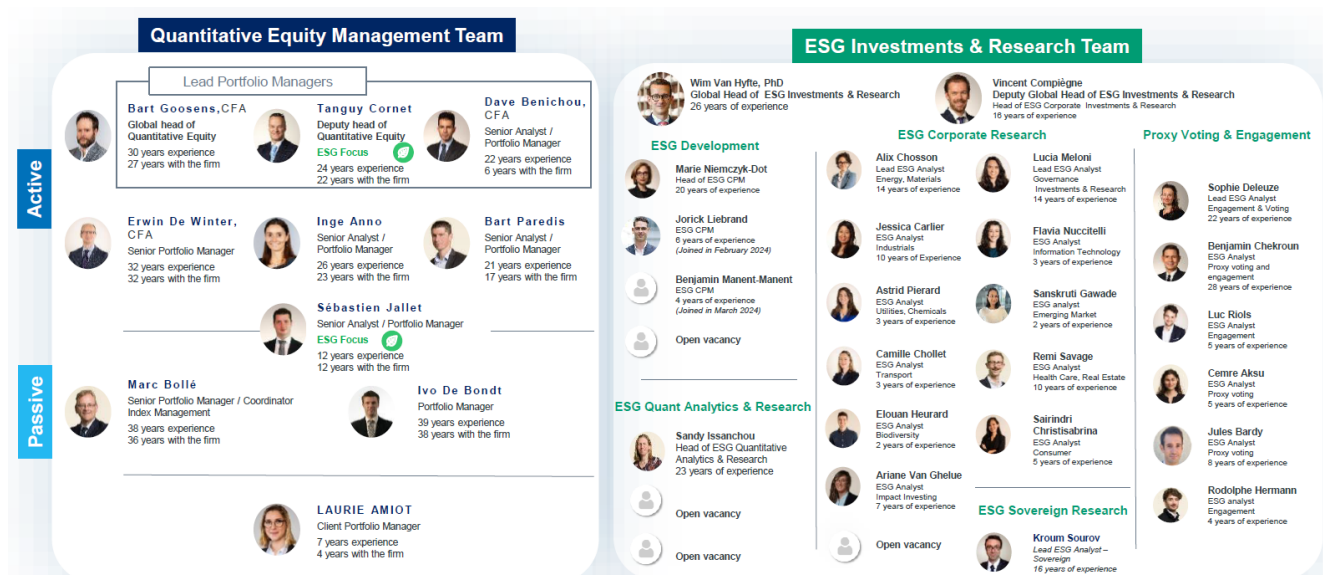 Quantitative Equity Management Team
Lead Portfolio Managers
Active
Bart Goosens,CFA
Global head of
Quantitative Equity
30 years experience
27 years with the firm
Tanguy Cornet
Deputy head of
Quantitative Equity
ESG Focus
24 years experience
22 years with the firm
Dave Benichou,
CFA
Senior Analyst /
Portfolio Manager
22 years experience
6 years with the firm
Erwin De Winter,
CFA
Senior Portfolio Manager
32 years experience
32 years with the firm
Inge Anno
Senior Analyst /
Portfolio Manager
26 years experience
23 years with the firm
Bart Paredis
Senior Analyst /
Portfolio Manager
21 years experience
17 years with the firm
Sébastien Jallet
Senior Analyst / Portfolio Manager
ESG Focus
12 years experience
12 years with the firm
Passive
Marc Bollé
Senior Portfolio Manager / Coordinator
Index Management
38 years experience
36 years with the firm
Ivo De Bondt
Portfolio Manager
39 years experience
38 years with the firm
LAURIE AMIOT
Client Portfolio Manager
7 years experience
4 years with the firm
ESG Investments & Research Team
Wim Van Hyfte, PhD
Global Head of ESG Investments & Research
26 years of experience
Vincent Compiègne
Deputy Global Head of ESG Investments & Research
Head of ESG Corporate Investments & Research
16 years of experience
ESG Development
Marie Niemczyk-Dot
Head of ESG CPM
20 years of experience
Jorick Liebrand
ESG CPM
6 years of experience
(Joined in February 2024)
Benjamin Manent-Manent
ESG CPM
4 years of experience
(Joined in March 2024)
Open vacancy
ESG Quant Analytics & Research
Sandy Issanchou
Head of ESG Quantitative
Analytics & Research
23 years of experience
Open vacancy
Open vacancy
ESG Corporate Research
Alix Chosson
Lead ESG Analyst
Energy, Materials
14 years of experience
Lucia Meloni
Lead ESG Analyst
Governance
Investments & Research
14 years of experience
Jessica Carlier
ESG Analyst
Industrials
10 years of Experience
Flavia Nuccitelli
ESG Analyst
Information Technology
3 years of Experience
Astrid Pierard
ESG Analyst
Utilities, Chemicals
3 years of experience
Sanskruti Gawade
ESG analyst
Emerging Market
2 years of experience
Camille Chollet
ESG Analyst
Transport
3 years of experience
Remi Savage
ESG Analyst
Health Care, Real Estate
10 years of experience
Elouan Heurard
ESG Analyst
Biodiversity
2 years of experience
Sairindri
Christisabrina
ESG Analyst
Consumer
5 years of experience
Ariane Van Ghelue
ESG Analyst
Impact Investing
7 years of experience
Open vacancy
ESG Sovereign Research
Kroum Sourov
Lead ESG Analyst –
Sovereign
16 years of experience
Proxy Voting & Engagement
Sophie Deleuze
Lead ESG Analyst
Engagement & Voting
22 years of experience
Benjamin Chekroun
ESG Analyst
Proxy voting and
engagement
28 years of experience
Luc Riols
ESG Analyst
Engagement
5 years of experience
Cemre Aksu
ESG Analyst
Proxy voting
5 years of experience
Jules Bardy
ESG Analyst
Proxy voting
8 years of experience
Rodolphe Hermann
ESG analyst
Engagement
4 years of experience